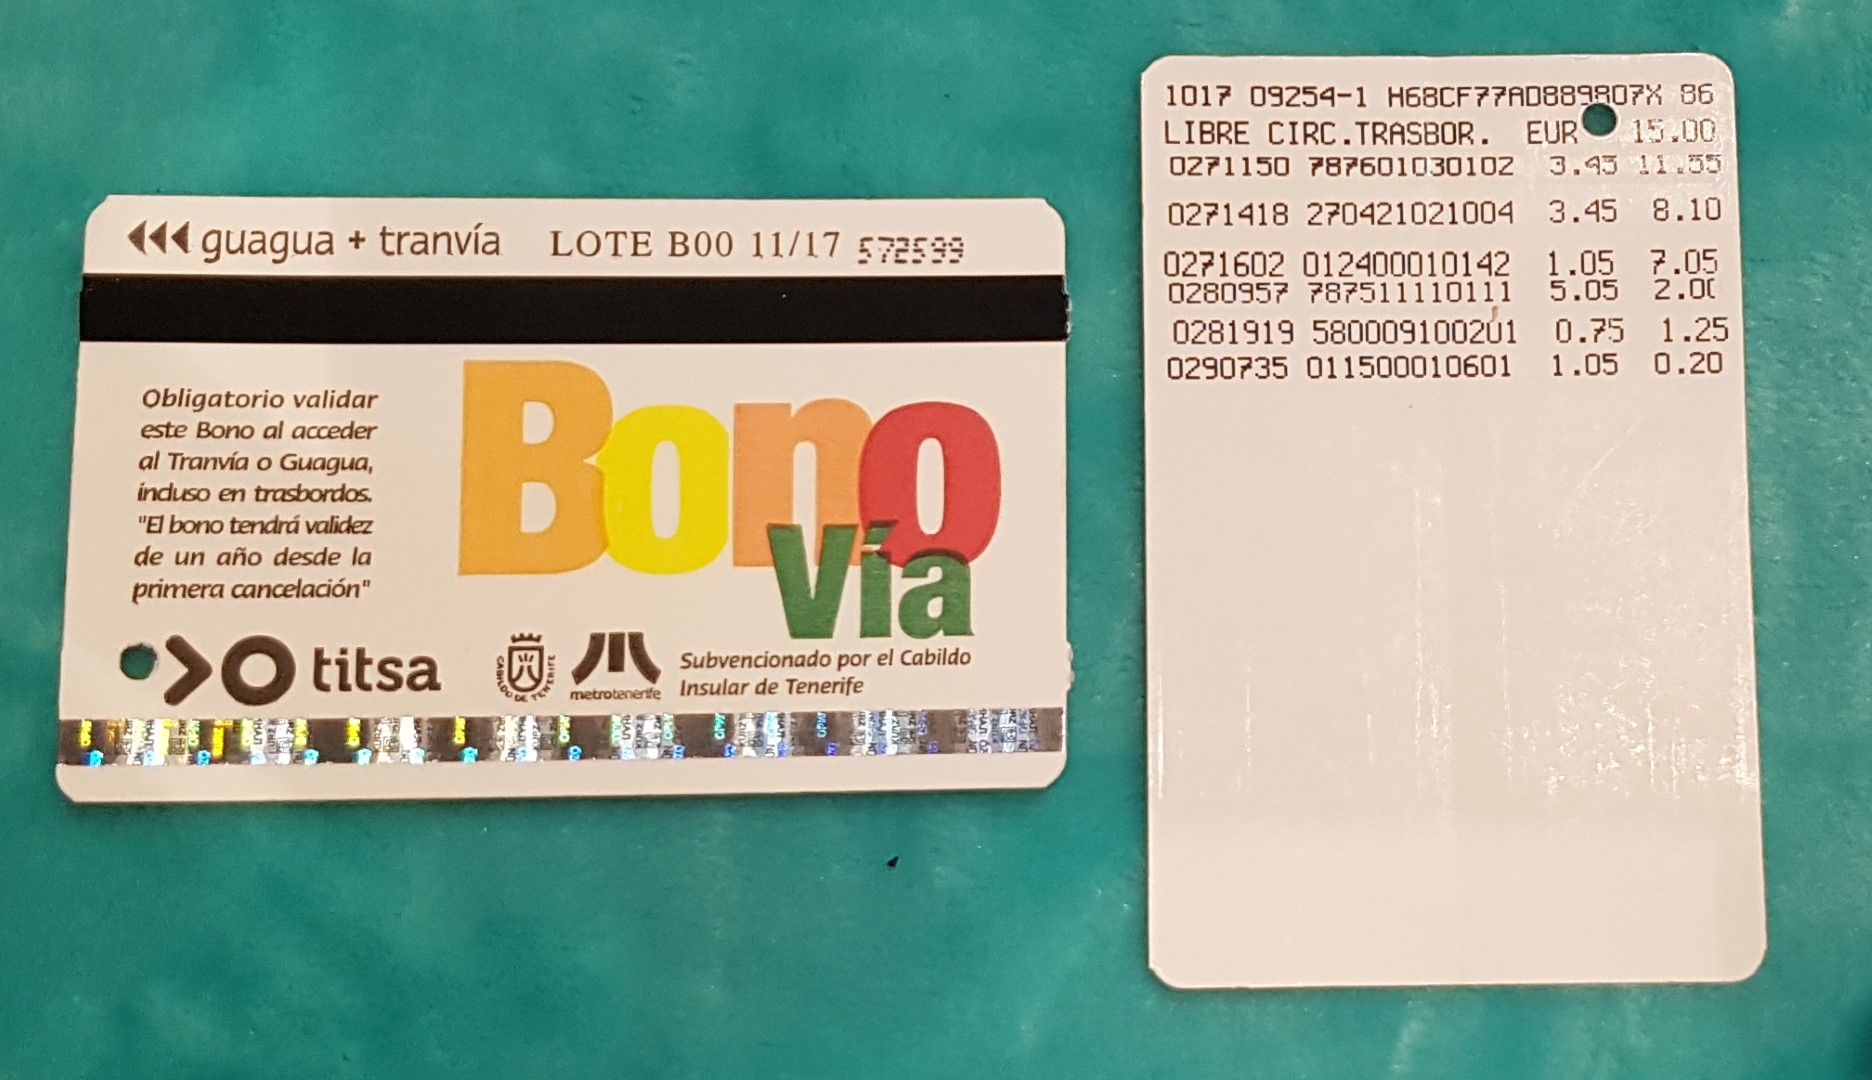 guagua + tranvía LOTE B00 11/17 572599
Obligatorio validar
este Bono al acceder
al Tranvía o Guagua,
incluso en trasbordos.
"El bono tendrá validez
de un año desde la
primera cancelación"
Bono
Vía
titsa
CABILDO DE TENERIFE
metrotenerife
Subvencionado por el Cabildo
Insular de Tenerife
1017 09254-1 H68CF77AD889807X 86
LIBRE CIRC.TRASBOR. EUR 15.00
0271150 787601030102 3.45 11.55
0271418 270421021004 3.45 8.10
0271602 012400010142 1.05 7.05
0280957 787511110111 5.05 2.00
0281919 580009100201 0.75 1.25
0290735 011500010601 1.05 0.20